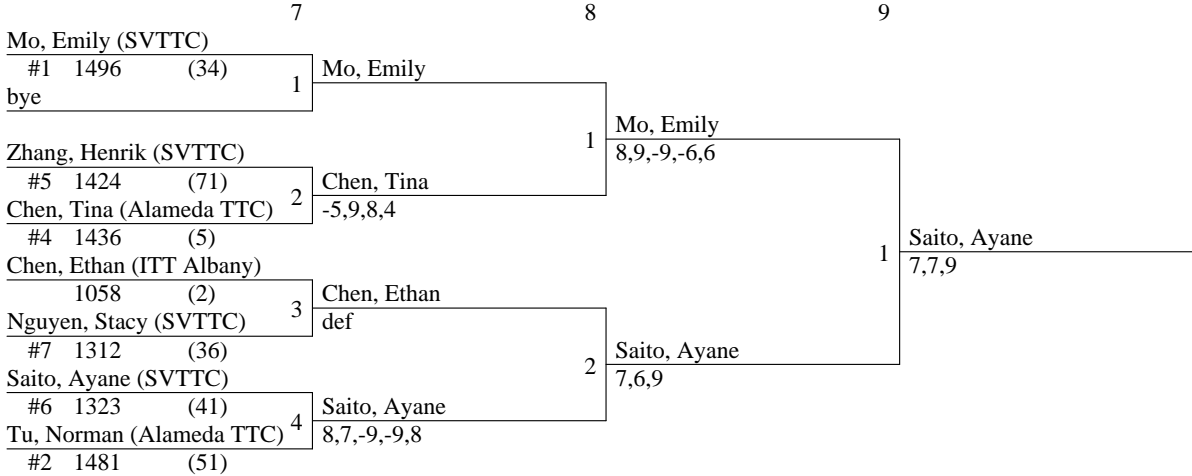 7 8 9
Mo, Emily (SVTTC)
#1 1496 (34)
bye
1
Mo, Emily
Zhang, Henrik (SVTTC)
#5 1424 (71)
Chen, Tina (Alameda TTC)
#4 1436 (5)
2
Chen, Tina
-5,9,8,4
Chen, Ethan (ITT Albany)
1058 (2)
Nguyen, Stacy (SVTTC)
#7 1312 (36)
3
Chen, Ethan
def
Saito, Ayane (SVTTC)
#6 1323 (41)
Tu, Norman (Alameda TTC)
#2 1481 (51)
4
Saito, Ayane
8,7,-9,-9,8
1
Mo, Emily
8,9,-9,-6,6
2
Saito, Ayane
7,6,9
1
Saito, Ayane
7,7,9